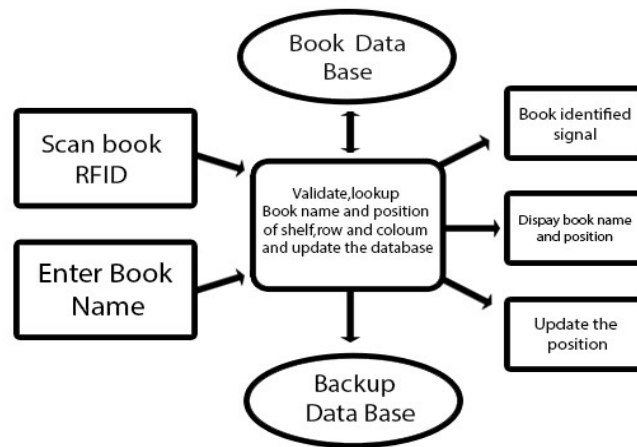 Book Data
Base
Scan book
RFID
Enter Book
Name
Validate,lookup
Book name and position
of shelf,row and coloum
and update the database
Book identified
signal
Dispay book name
and position
Update the
position
Backup
Data Base